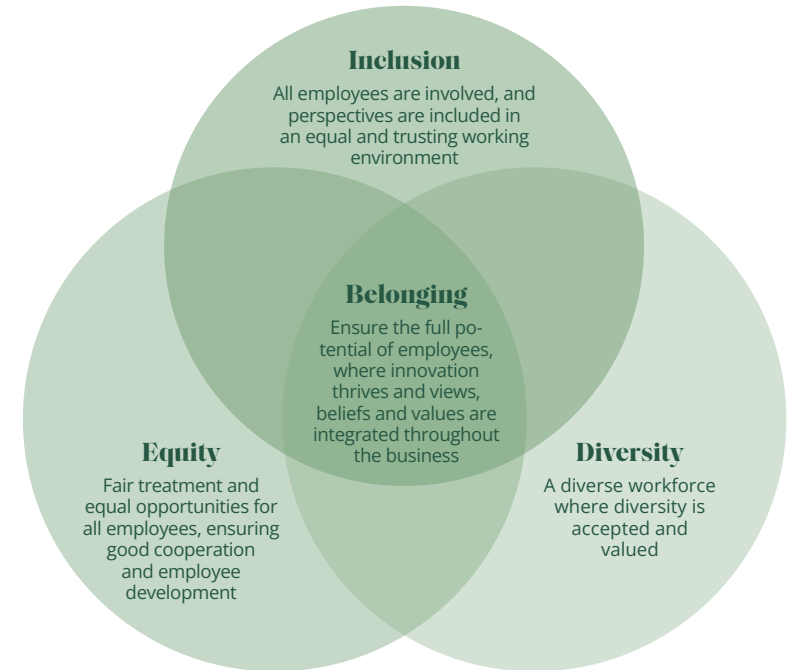 Inclusion
All employees are involved, and
perspectives are included in
an equal and trusting working
environment
Belonging
Ensure the full po-
tential of employees,
where innovation
thrives and views,
beliefs and values are
integrated throughout
the business
Equity
Fair treatment and
equal opportunities for
all employees, ensuring
good cooperation
and employee
development
Diversity
A diverse workforce
where diversity is
accepted and
valued